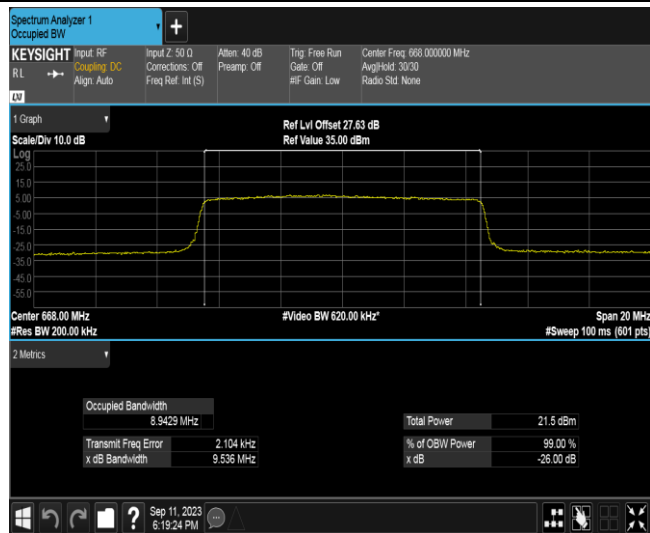 Spectrum Analyzer 1
Occupied BW
+
KEYSIGHT
RL
Input: RF
Coupling: DC
Align: Auto
Input Z: 50 Ω
Corrections: Off
Freq Ref: Int (S)
Atten: 40 dB
Preamp: Off
Trig: Free Run
Gate: Off
#IF Gain: Low
Center Freq: 668.000000 MHz
Avg|Hold: 30/30
Radio Std: None
1 Graph
Scale/Div 10.0 dB
Ref Lvl Offset 27.63 dB
Ref Value 35.00 dBm
Log
25.0
15.0
5.00
-5.00
-15.0
-25.0
-35.0
-45.0
-55.0
Center 668.00 MHz
#Res BW 200.00 kHz
#Video BW 620.00 kHz*
Span 20 MHz
#Sweep 100 ms (601 pts)
2 Metrics
Occupied Bandwidth
8.9429 MHz
Total Power 21.5 dBm
Transmit Freq Error 2.104 kHz
% of OBW Power 99.00 %
x dB Bandwidth 9.536 MHz
x dB -26.00 dB
?
Sep 11, 2023
6:19:24 PM